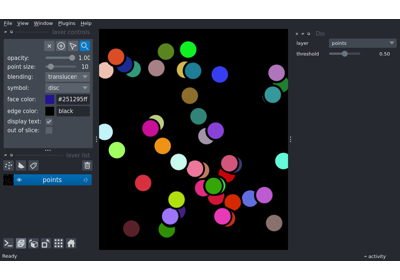 File View Window Plugins Help
layer controls
opacity: 1.00
point size: 10
blending: translucen
symbol: disc
face color: #251295ff
edge color: black
display text:
out of slice:
layer list
points
Ready
layer points
threshold 0.50
activity